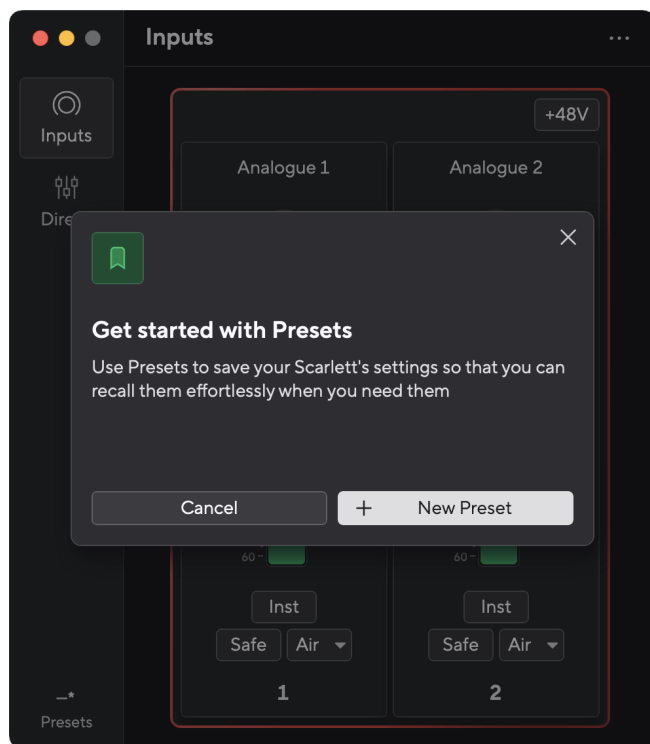 Inputs
+48V
Inputs
Analogue 1
Analogue 2
Get started with Presets
Use Presets to save your Scarlett's settings so that you can
recall them effortlessly when you need them
Cancel
+ New Preset
60
60
Inst
Inst
Safe
Air
Safe
Air
1
2
Presets